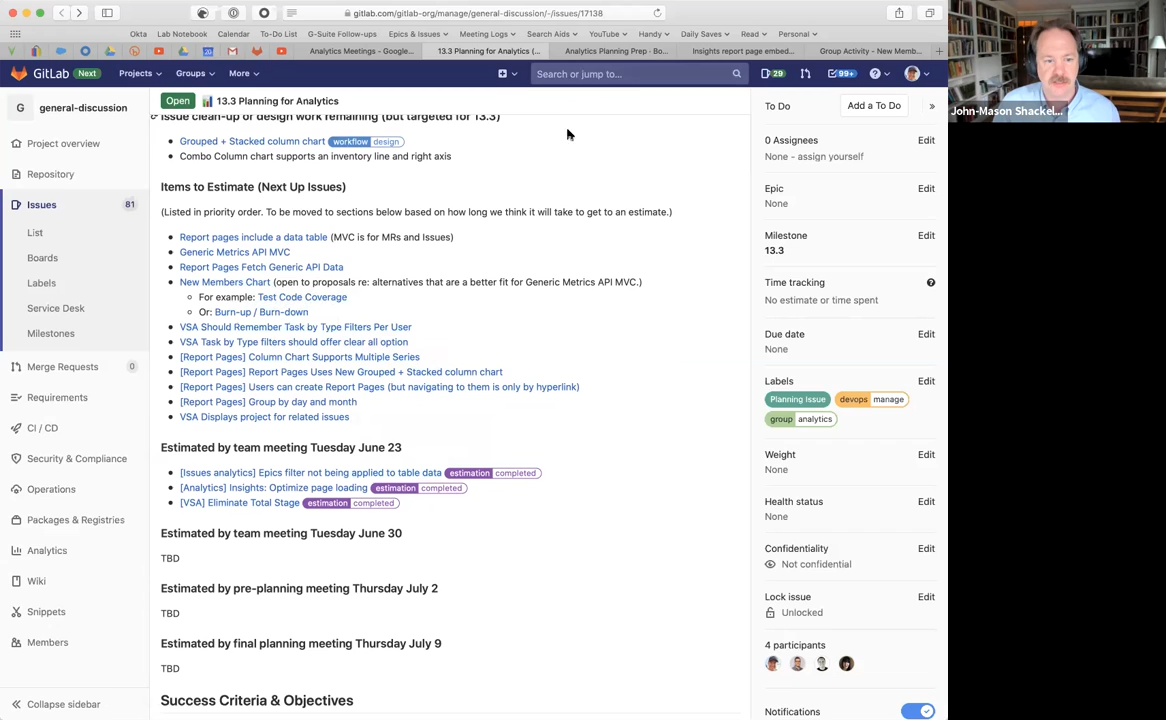 gitlab.com/gitlab-org/manage/general-discussion/-/issues/17138
Okta Lab Notebook Calendar To-Do List G-Suite Follow-ups Epics & Issues Meeting Logs Search Aids YouTube Handy Daily Saves Read Personal
Analytics Meetings - Google... 13.3 Planning for Analytics (... Analytics Planning Prep - Bo... Insights report page embed... Group Activity - New Memb...
GitLab Next Projects Groups More Search or jump to... 29 99+
John-Mason Shackel...
G general-discussion
Project overview
Repository
Issues 81
List
Boards
Labels
Service Desk
Milestones
Merge Requests 0
Requirements
CI / CD
Security & Compliance
Operations
Packages & Registries
Analytics
Wiki
Snippets
Members
Collapse sidebar
Open 13.3 Planning for Analytics
Issue clean-up or design work remaining (but targeted for 13.3)
Grouped + Stacked column chart workflow design
Combo Column chart supports an inventory line and right axis
Items to Estimate (Next Up Issues)
(Listed in priority order. To be moved to sections below based on how long we think it will take to get to an estimate.)
Report pages include a data table (MVC is for MRs and Issues)
Generic Metrics API MVC
Report Pages Fetch Generic API Data
New Members Chart (open to proposals re: alternatives that are a better fit for Generic Metrics API MVC.)
For example: Test Code Coverage
Or: Burn-up / Burn-down
VSA Should Remember Task by Type Filters Per User
VSA Task by Type filters should offer clear all option
[Report Pages] Column Chart Supports Multiple Series
[Report Pages] Report Pages Uses New Grouped + Stacked column chart
[Report Pages] Users can create Report Pages (but navigating to them is only by hyperlink)
[Report Pages] Group by day and month
VSA Displays project for related issues
Estimated by team meeting Tuesday June 23
[Issues analytics] Epics filter not being applied to table data estimation completed
[Analytics] Insights: Optimize page loading estimation completed
[VSA] Eliminate Total Stage estimation completed
Estimated by team meeting Tuesday June 30
TBD
Estimated by pre-planning meeting Thursday July 2
TBD
Estimated by final planning meeting Thursday July 9
TBD
Success Criteria & Objectives
To Do Add a To Do »
0 Assignees Edit
None - assign yourself
Epic Edit
None
Milestone Edit
13.3
Time tracking
No estimate or time spent
Due date Edit
None
Labels Edit
Planning Issue devops manage
group analytics
Weight Edit
None
Health status Edit
None
Confidentiality Edit
Not confidential
Lock issue Edit
Unlocked
4 participants
Notifications